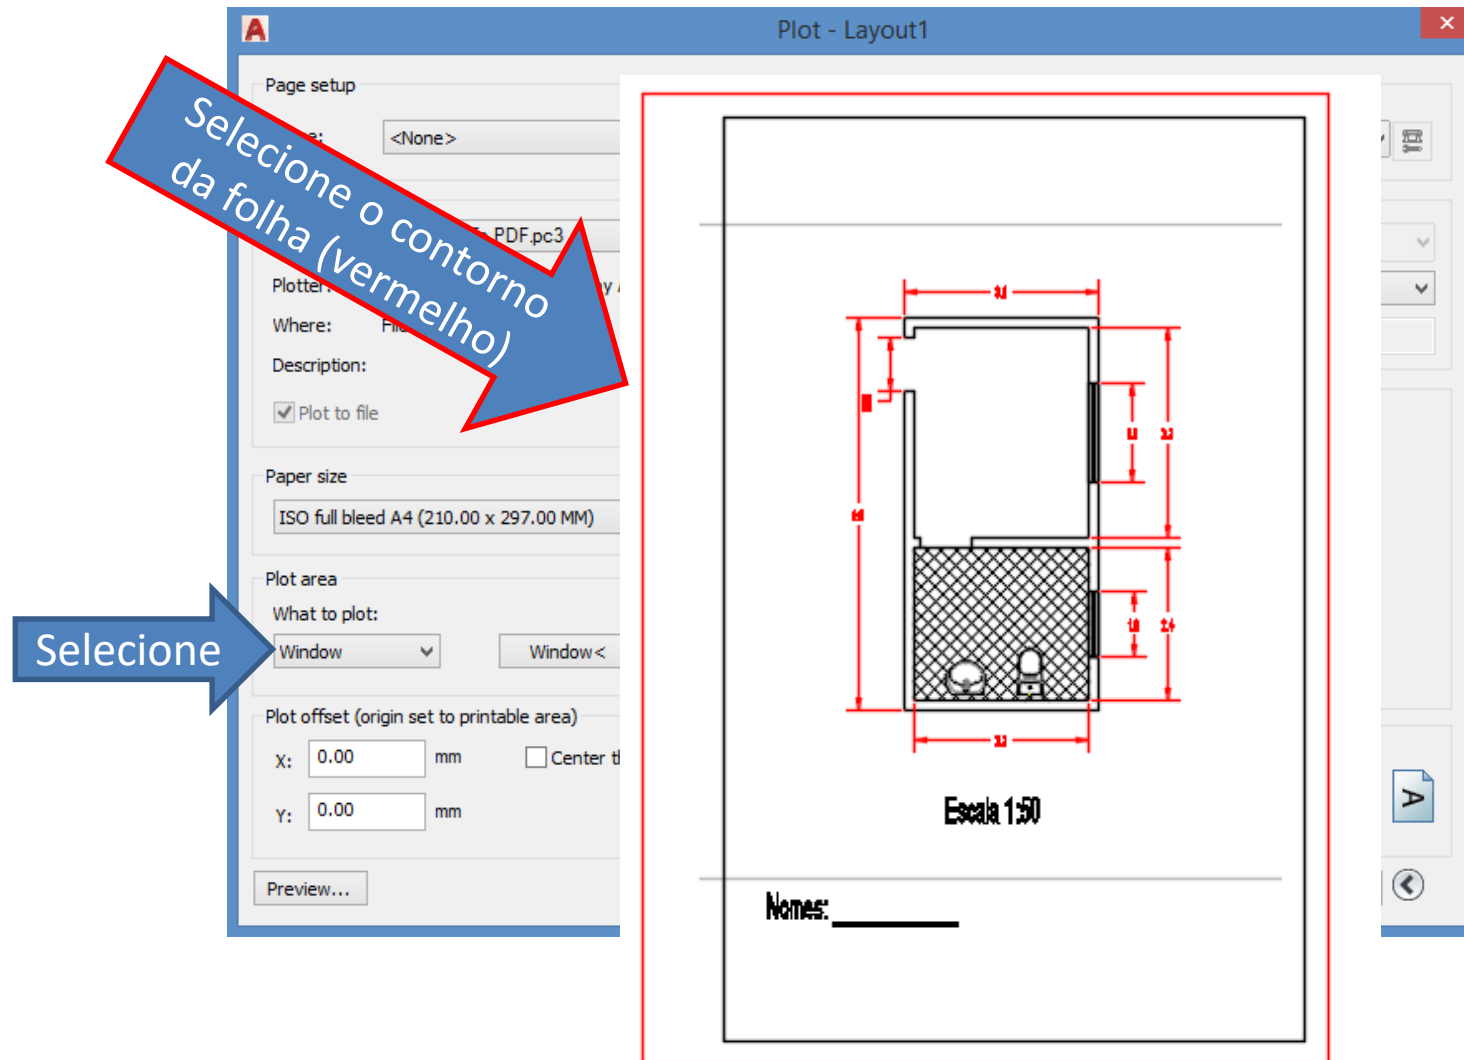 Plot - Layout1
Page setup
<None>
Selecione o contorno
da folha (vermelho)
PDF.pc3
Plotter:
Where:
Description:
Plot to file
Paper size
ISO full bleed A4 (210.00 x 297.00 MM)
Plot area
What to plot:
Selecione
Window
Window<
Plot offset (origin set to printable area)
X: 0.00 mm
Center th
Y: 0.00 mm
Preview...
Escala 1:50
Nomes: